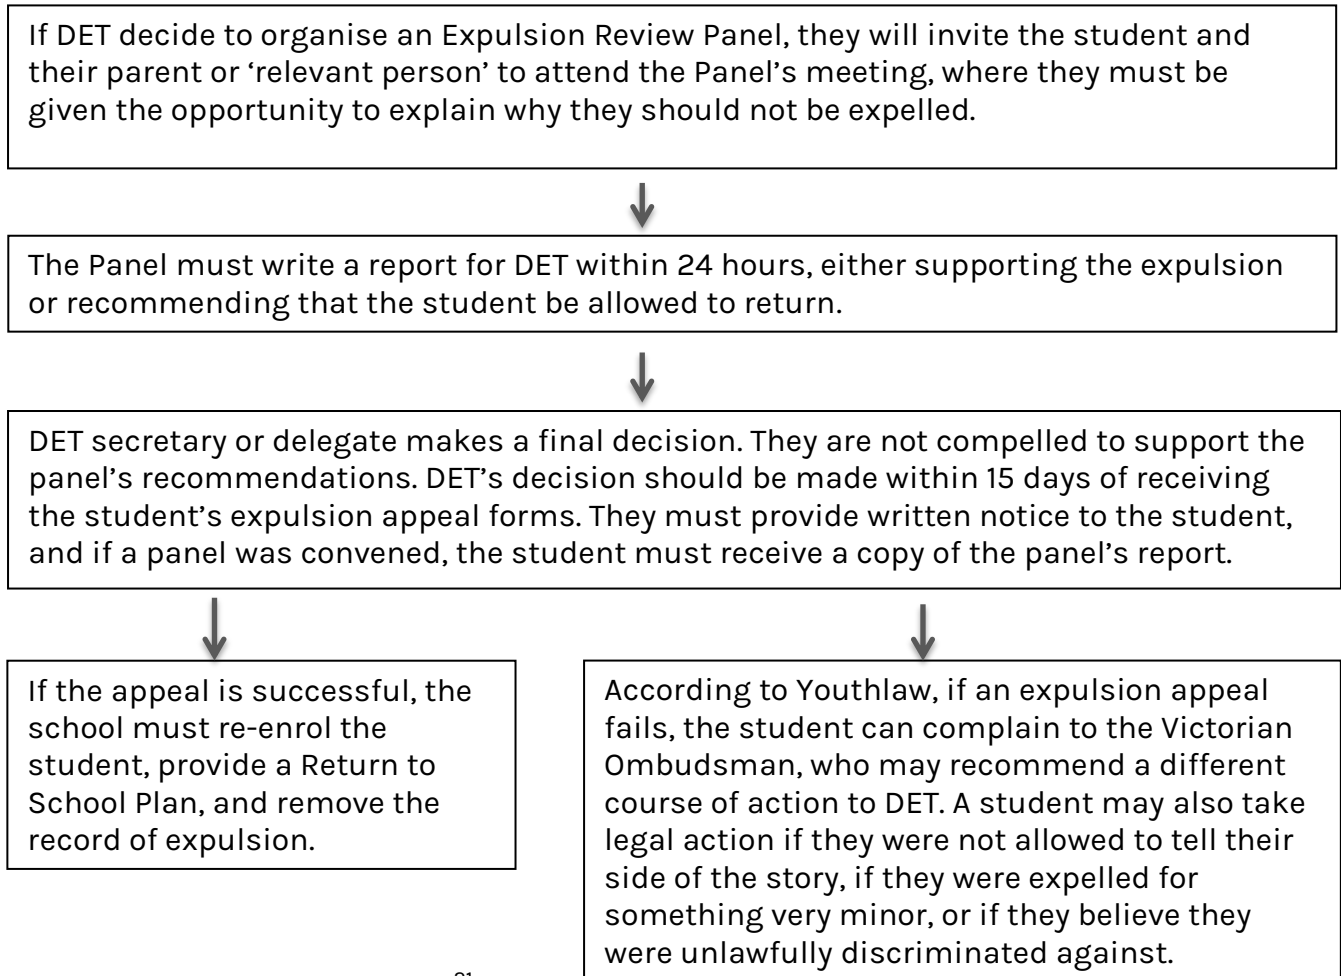 If DET decide to organise an Expulsion Review Panel, they will invite the student and
their parent or ‘relevant person’ to attend the Panel’s meeting, where they must be
given the opportunity to explain why they should not be expelled.
The Panel must write a report for DET within 24 hours, either supporting the expulsion
or recommending that the student be allowed to return.
DET secretary or delegate makes a final decision. They are not compelled to support the
panel’s recommendations. DET’s decision should be made within 15 days of receiving
the student’s expulsion appeal forms. They must provide written notice to the student,
and if a panel was convened, the student must receive a copy of the panel’s report.
If the appeal is successful, the
school must re-enrol the
student, provide a Return to
School Plan, and remove the
record of expulsion.
According to Youthlaw, if an expulsion appeal
fails, the student can complain to the Victorian
Ombudsman, who may recommend a different
course of action to DET. A student may also take
legal action if they were not allowed to tell their
side of the story, if they were expelled for
something very minor, or if they believe they
were unlawfully discriminated against.